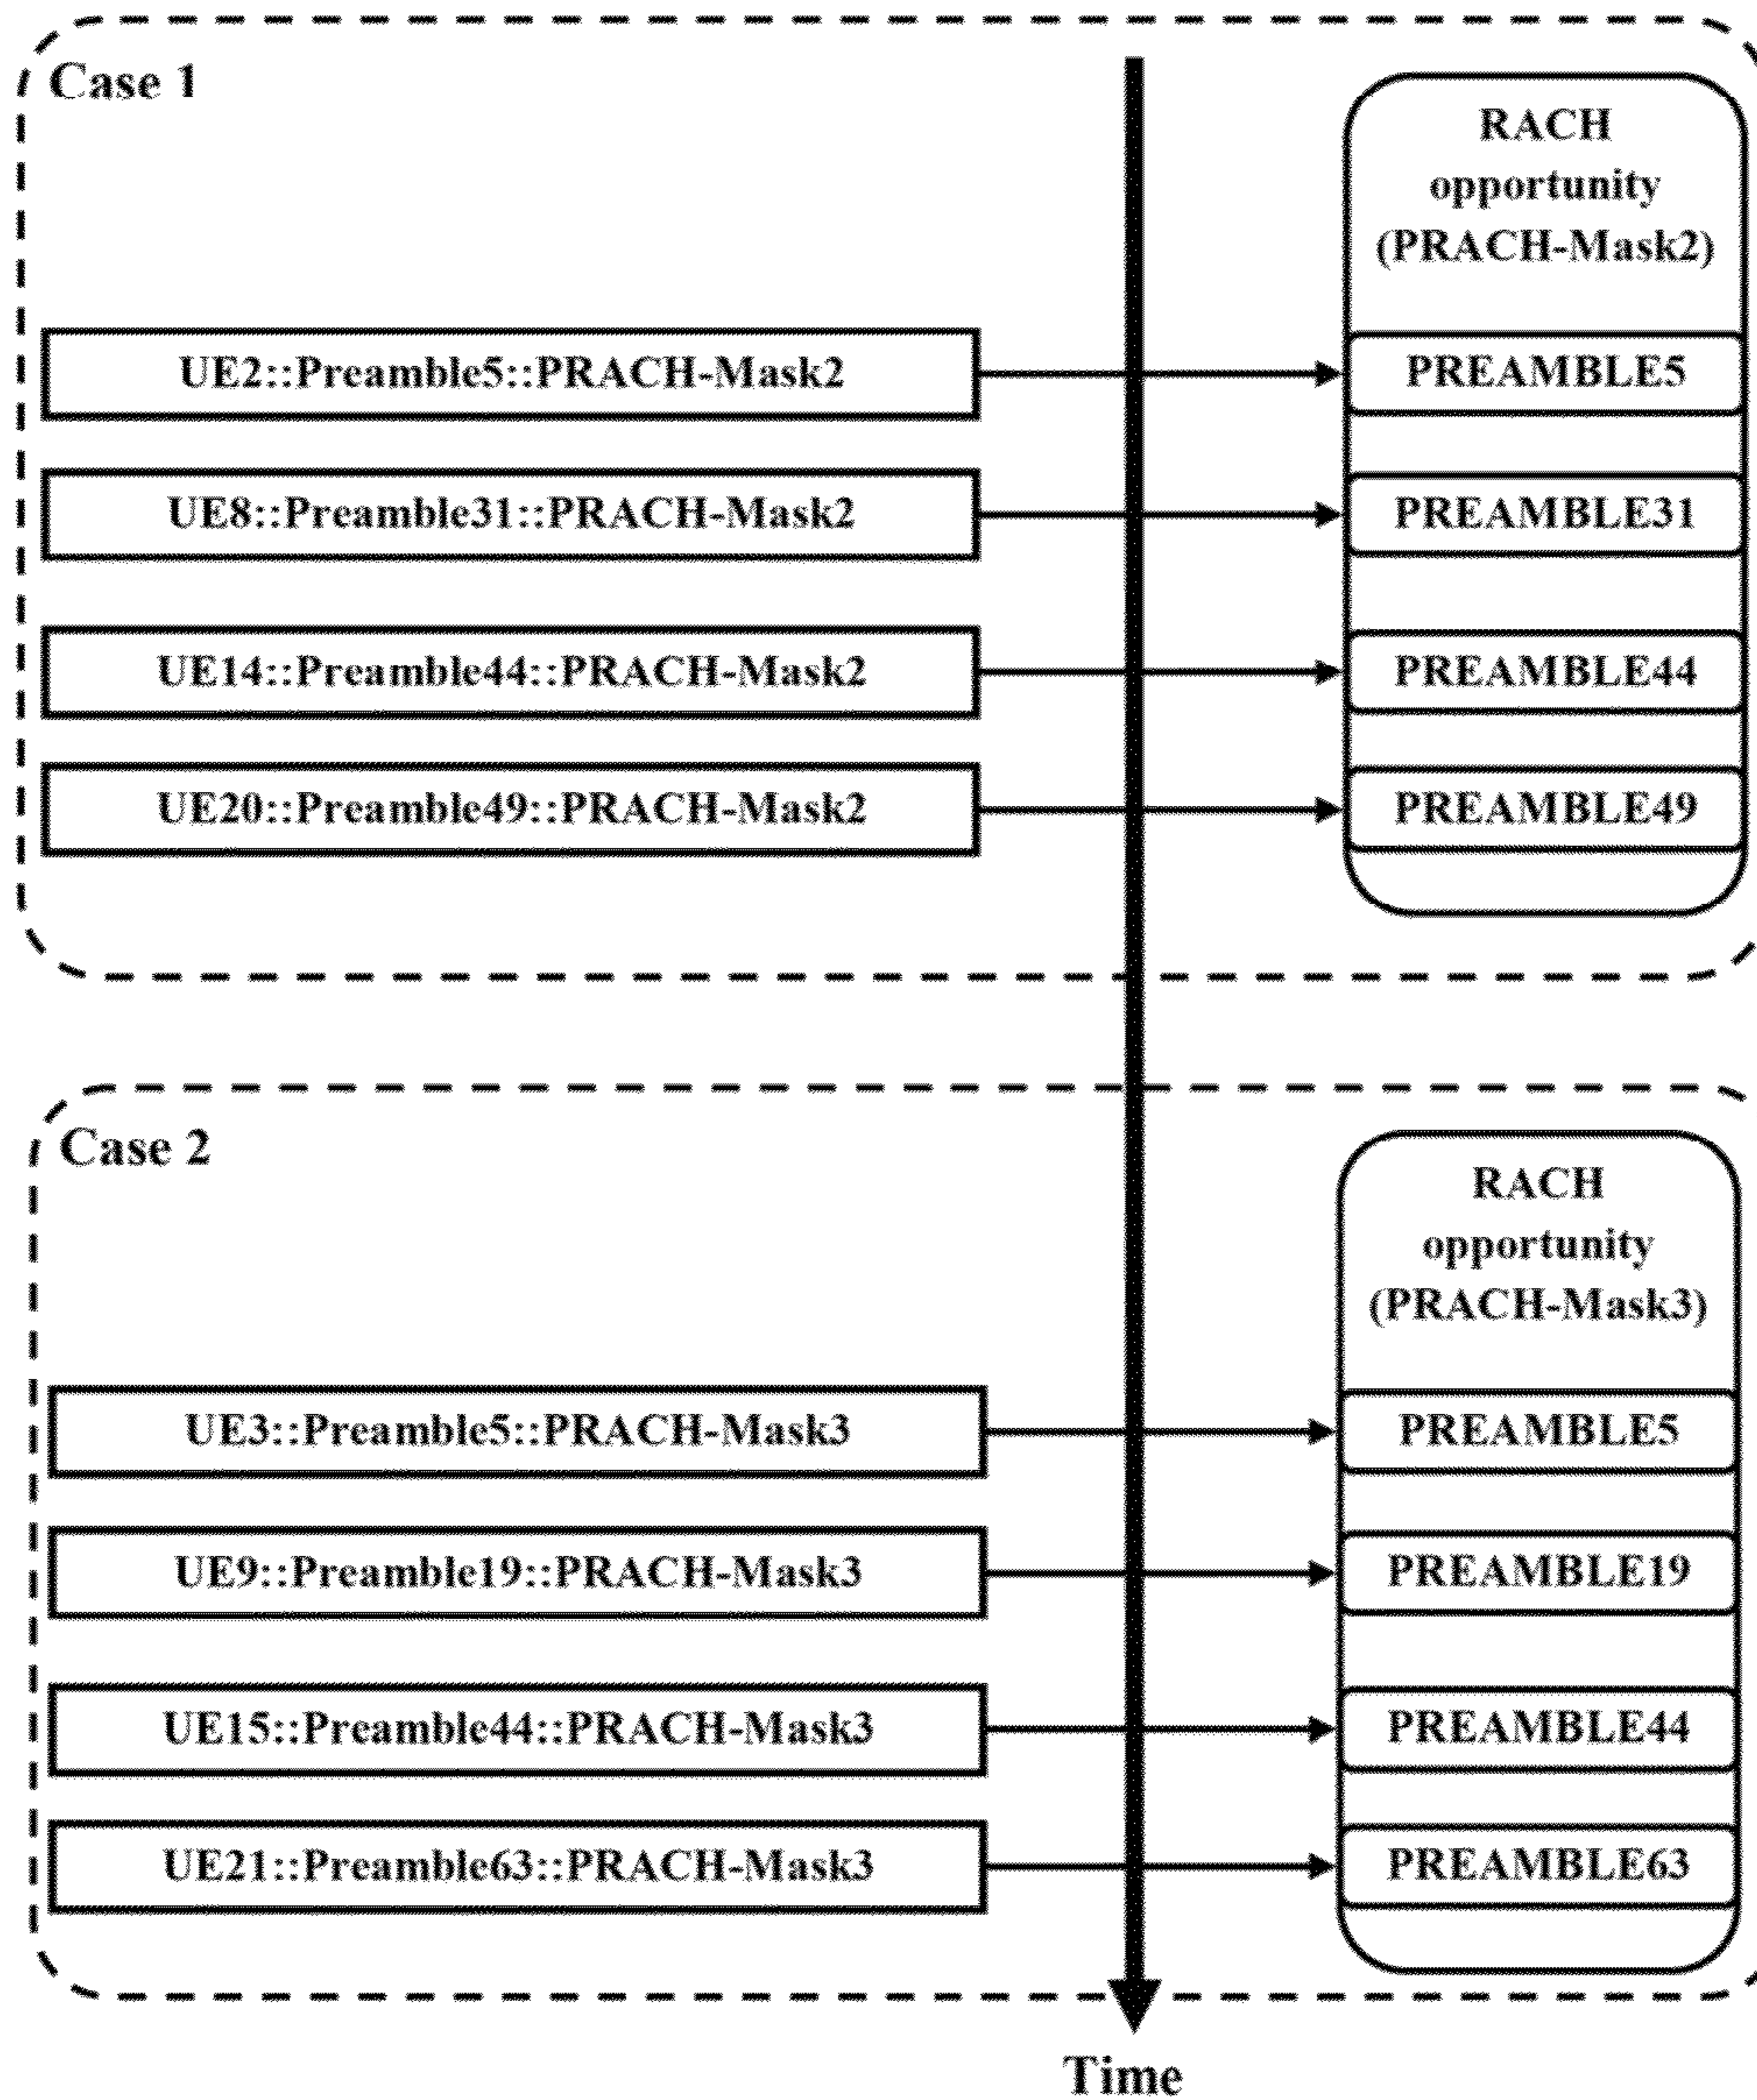 Case 1
RACH
opportunity
(PRACH-Mask2)
UE2::Preamble5::PRACH-Mask2
PREAMBLE5
UE8::Preamble31::PRACH-Mask2
PREAMBLE31
UE14::Preamble44::PRACH-Mask2
PREAMBLE44
UE20::Preamble49::PRACH-Mask2
PREAMBLE49
Case 2
RACH
opportunity
(PRACH-Mask3)
UE3::Preamble5::PRACH-Mask3
PREAMBLE5
UE9::Preamble19::PRACH-Mask3
PREAMBLE19
UE15::Preamble44::PRACH-Mask3
PREAMBLE44
UE21::Preamble63::PRACH-Mask3
PREAMBLE63
Time